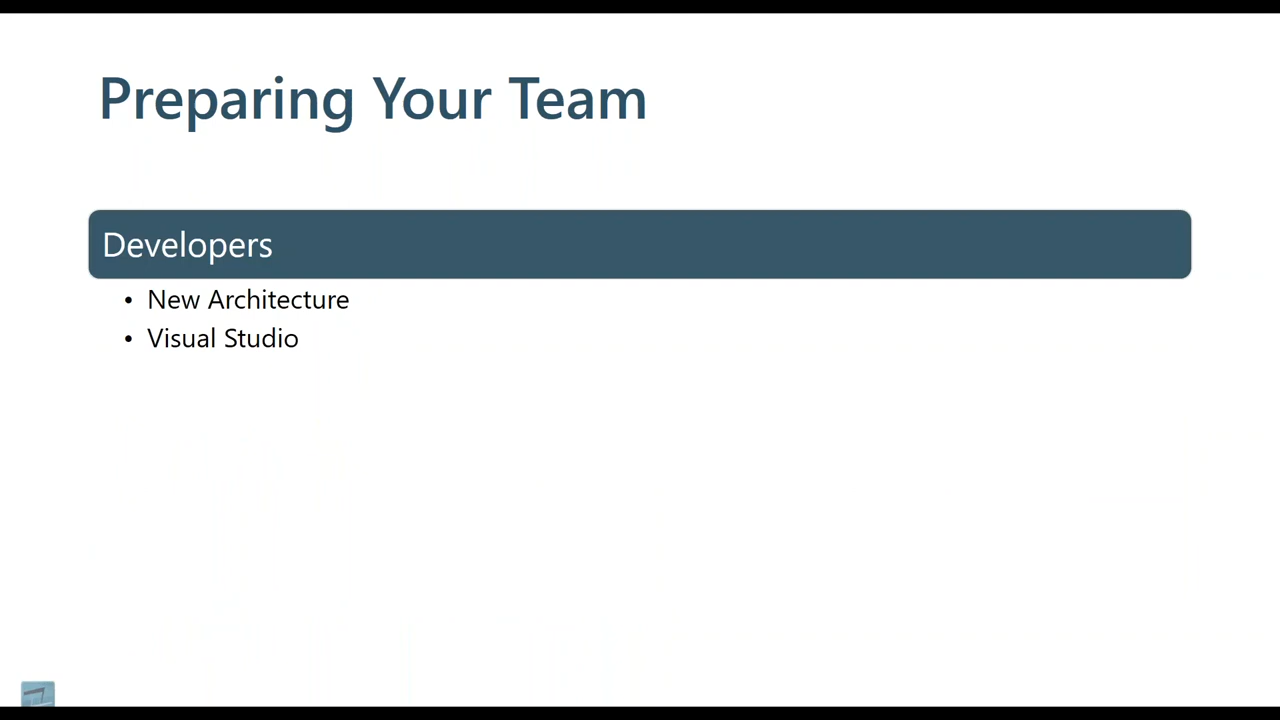 Preparing Your Team
Developers
• New Architecture
• Visual Studio